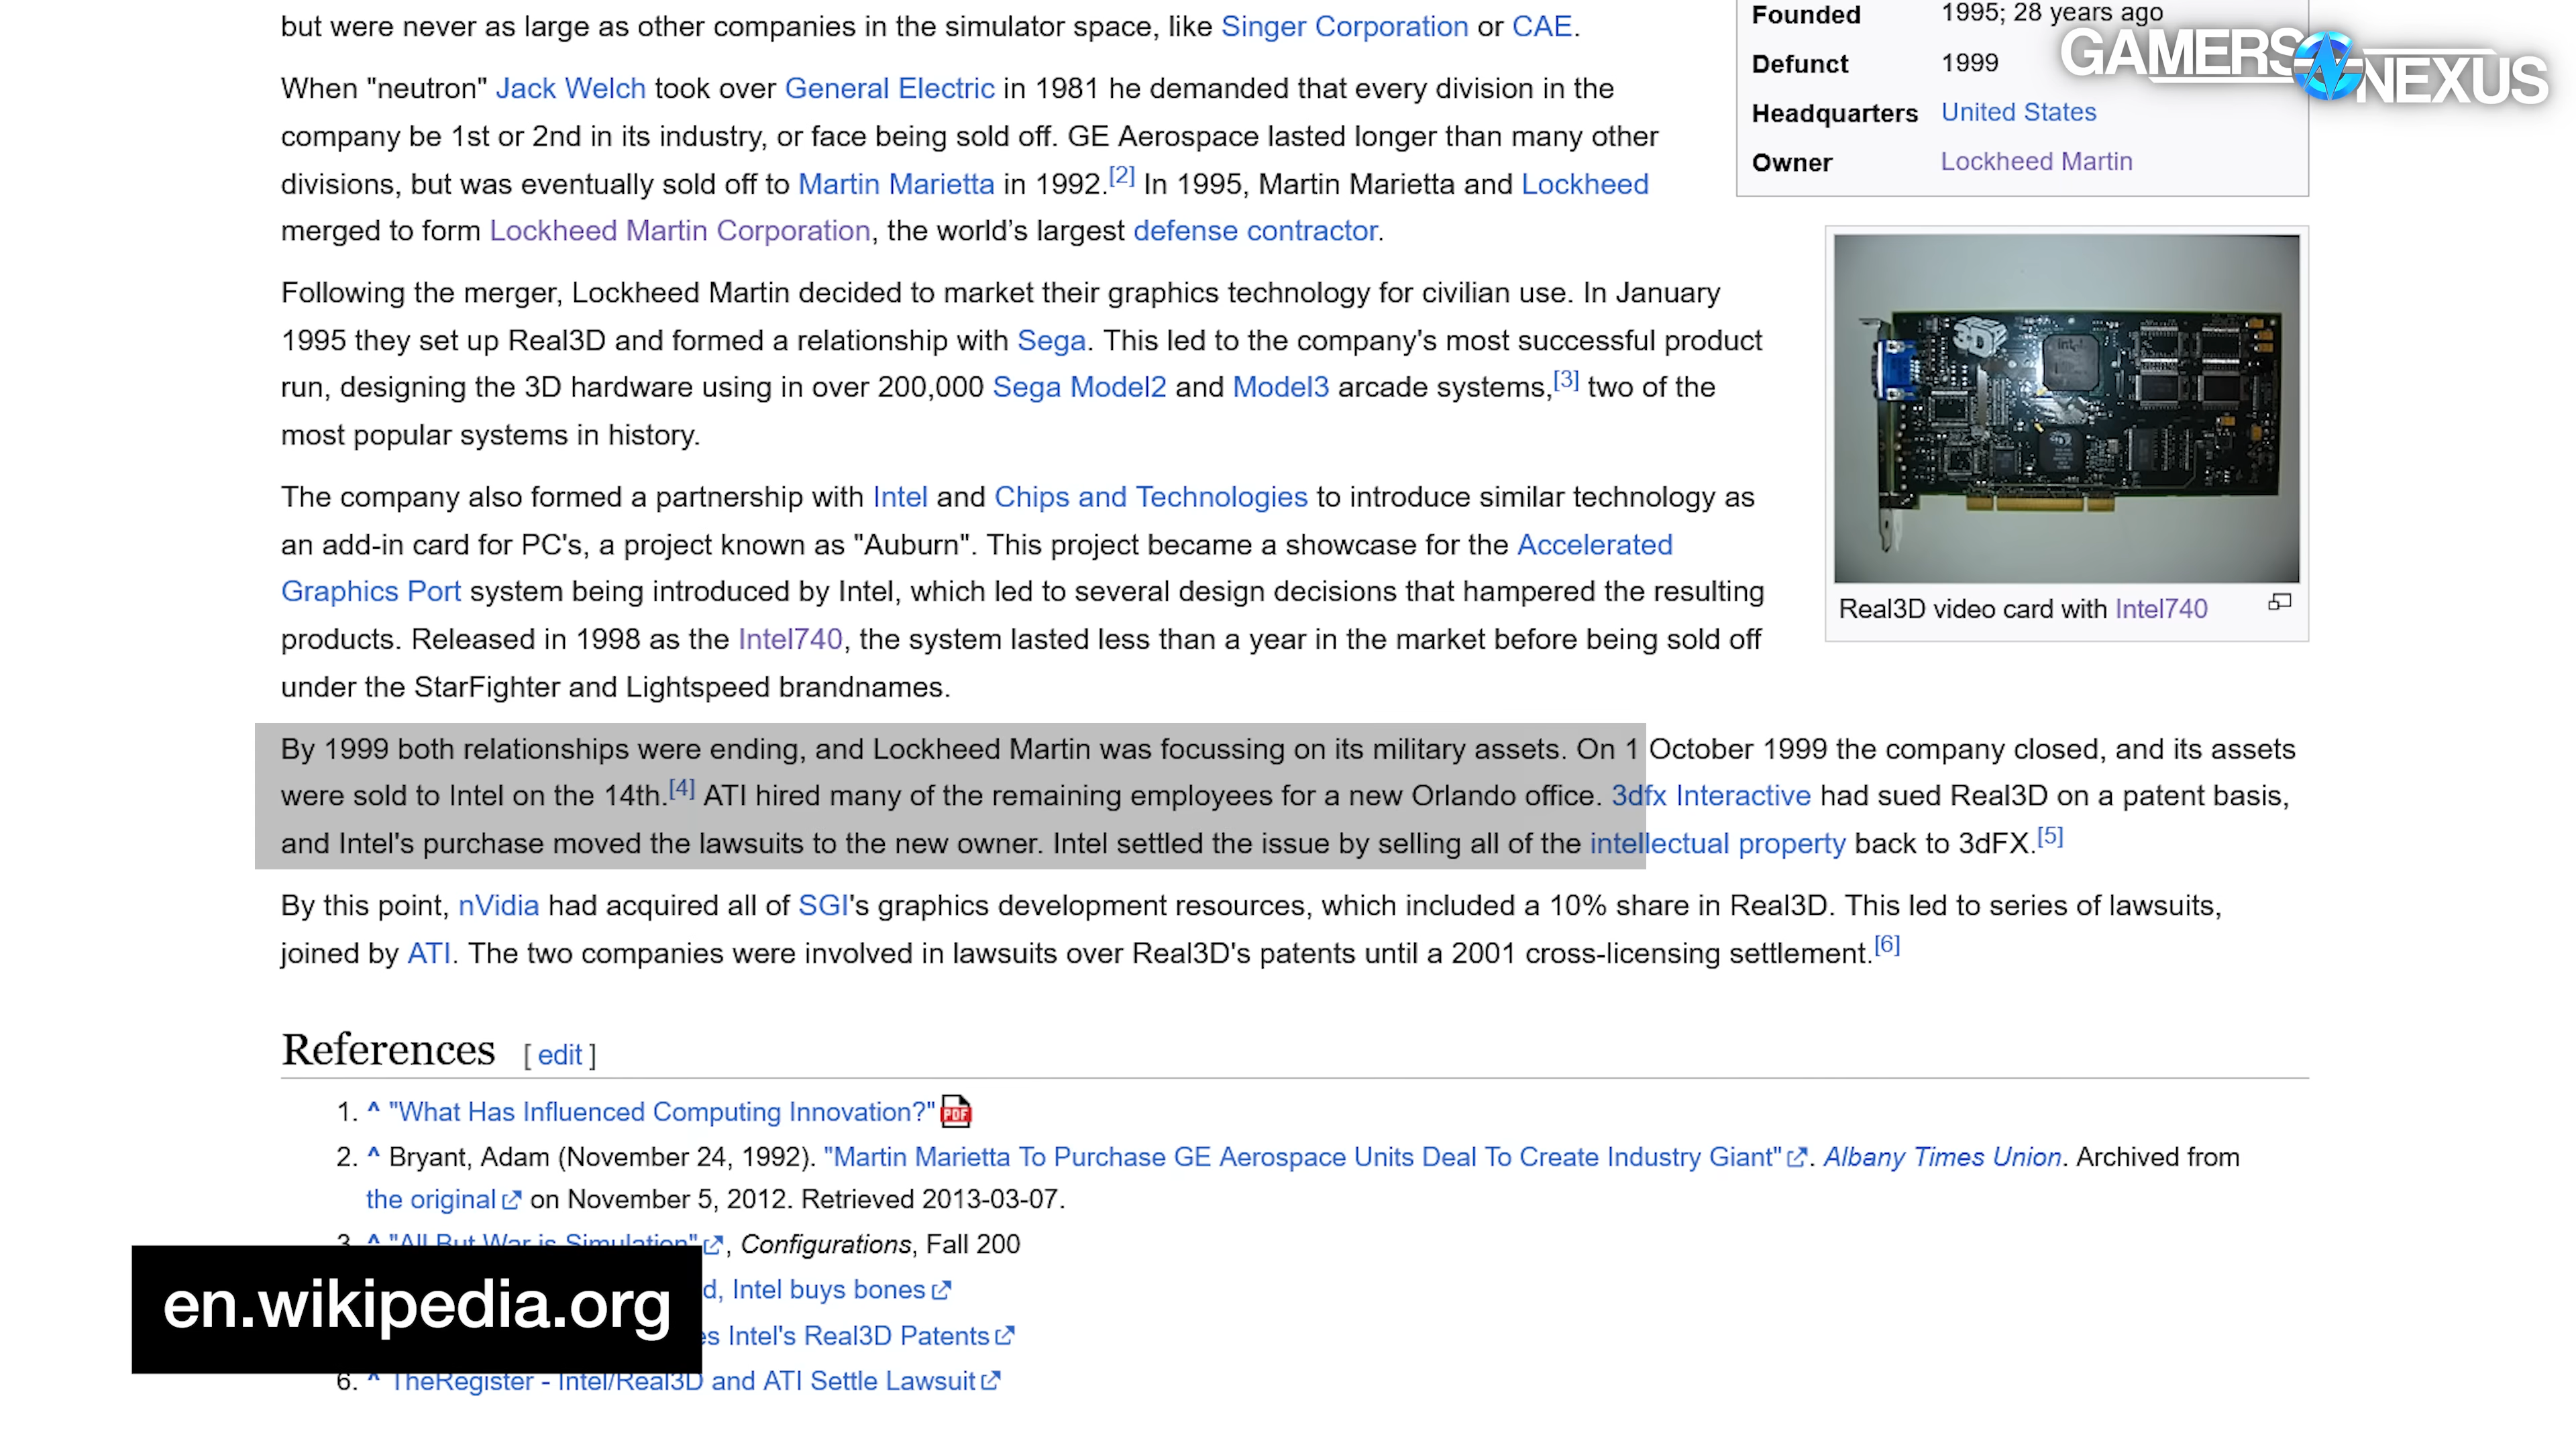 but were never as large as other companies in the simulator space, like Singer Corporation or CAE.
When "neutron" Jack Welch took over General Electric in 1981 he demanded that every division in the
company be 1st or 2nd in its industry, or face being sold off. GE Aerospace lasted longer than many other
divisions, but was eventually sold off to Martin Marietta in 1992.[2] In 1995, Martin Marietta and Lockheed
merged to form Lockheed Martin Corporation, the world’s largest defense contractor.
Following the merger, Lockheed Martin decided to market their graphics technology for civilian use. In January
1995 they set up Real3D and formed a relationship with Sega. This led to the company's most successful product
run, designing the 3D hardware using in over 200,000 Sega Model2 and Model3 arcade systems,[3] two of the
most popular systems in history.
The company also formed a partnership with Intel and Chips and Technologies to introduce similar technology as
an add-in card for PC's, a project known as "Auburn". This project became a showcase for the Accelerated
Graphics Port system being introduced by Intel, which led to several design decisions that hampered the resulting
products. Released in 1998 as the Intel740, the system lasted less than a year in the market before being sold off
under the StarFighter and Lightspeed brandnames.
By 1999 both relationships were ending, and Lockheed Martin was focussing on its military assets. On 1 October 1999 the company closed, and its assets
were sold to Intel on the 14th.[4] ATI hired many of the remaining employees for a new Orlando office. 3dfx Interactive had sued Real3D on a patent basis,
and Intel's purchase moved the lawsuits to the new owner. Intel settled the issue by selling all of the intellectual property back to 3dFX.[5]
By this point, nVidia had acquired all of SGI's graphics development resources, which included a 10% share in Real3D. This led to series of lawsuits,
joined by ATI. The two companies were involved in lawsuits over Real3D's patents until a 2001 cross-licensing settlement.[6]
Founded 1995; 28 years ago
Defunct 1999
Headquarters United States
Owner Lockheed Martin
GAMERS NEXUS
3D
intel
Real3D video card with Intel740
References [ edit ]
1. ^ "What Has Influenced Computing Innovation?" PDF
2. ^ Bryant, Adam (November 24, 1992). "Martin Marietta To Purchase GE Aerospace Units Deal To Create Industry Giant". Albany Times Union. Archived from
the original on November 5, 2012. Retrieved 2013-03-07.
3. ^ "All But War is Simulation", Configurations, Fall 200
d, Intel buys bones
es Intel's Real3D Patents
6. ^ TheRegister - Intel/Real3D and ATI Settle Lawsuit
en.wikipedia.org